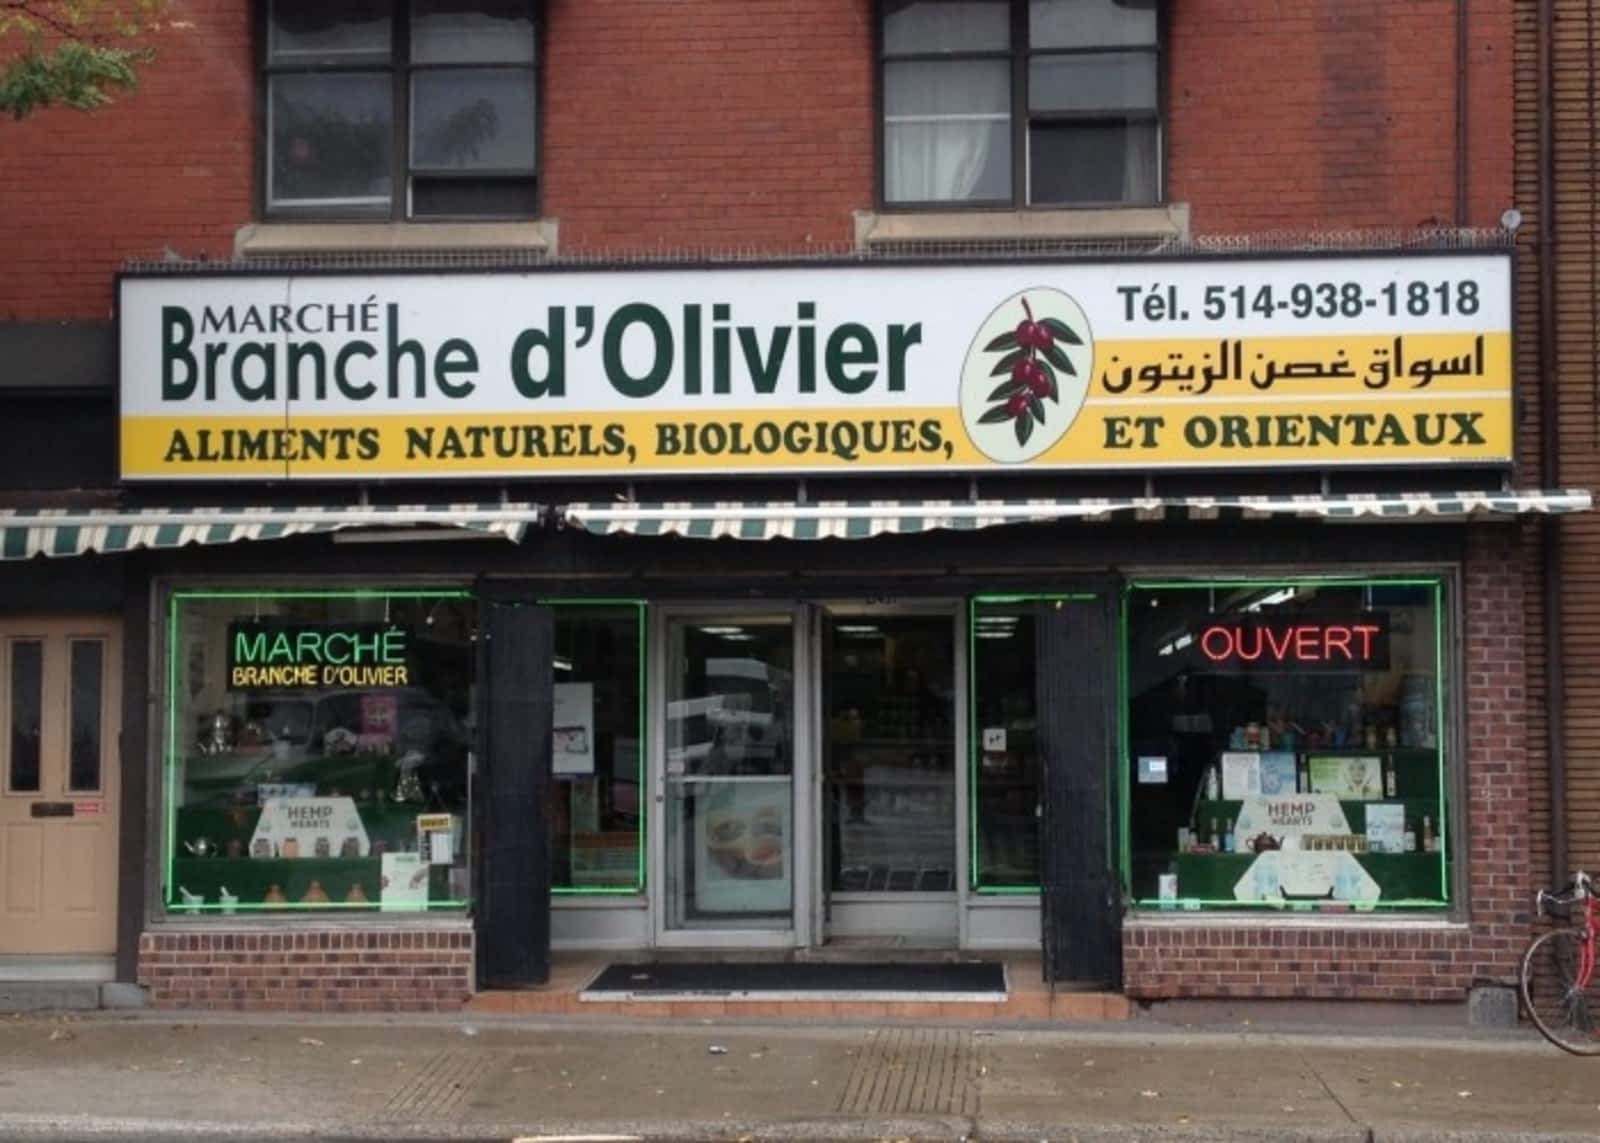 MARCHÉ
Branche d'Olivier
Tél. 514-938-1818
اسواق غصن الزيتون
ALIMENTS NATURELS, BIOLOGIQUES, ET ORIENTAUX
MARCHÉ
BRANCHE D'OLIVIER
OUVERT
HEMP
HEARTS
HEMP
HEARTS